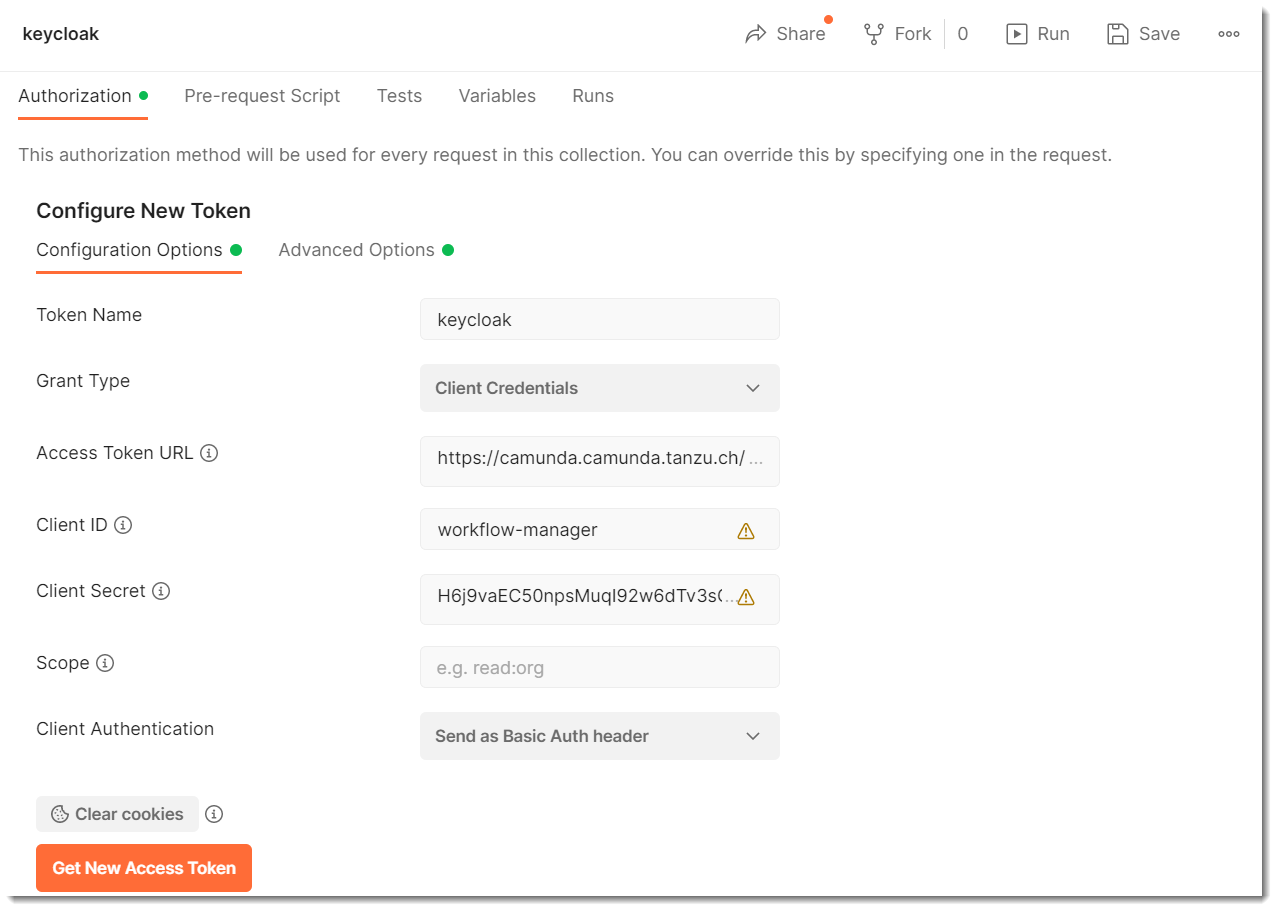 keycloak Share Fork 0 Run Save
Authorization Pre-request Script Tests Variables Runs
This authorization method will be used for every request in this collection. You can override this by specifying one in the request.
Configure New Token
Configuration Options Advanced Options
Token Name keycloak
Grant Type Client Credentials
Access Token URL https://camunda.camunda.tanzu.ch/ ...
Client ID workflow-manager
Client Secret
Scope e.g. read:org
Client Authentication Send as Basic Auth header
Clear cookies
Get New Access Token